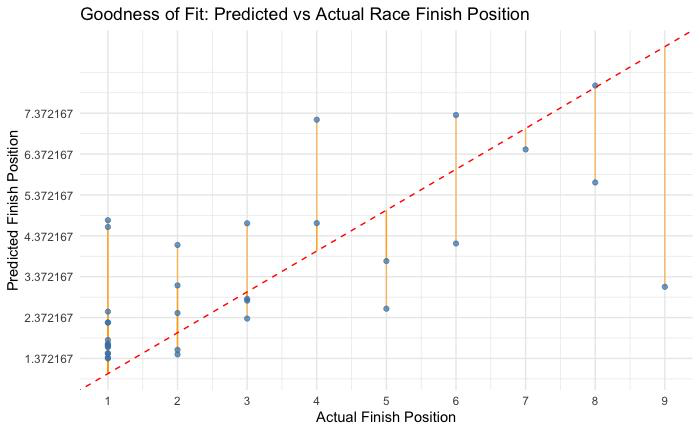 Goodness of Fit: Predicted vs Actual Race Finish Position
Predicted Finish Position
7.372167
6.372167
5.372167
4.372167
3.372167
2.372167
1.372167
1 2 3 4 5 6 7 8 9
Actual Finish Position